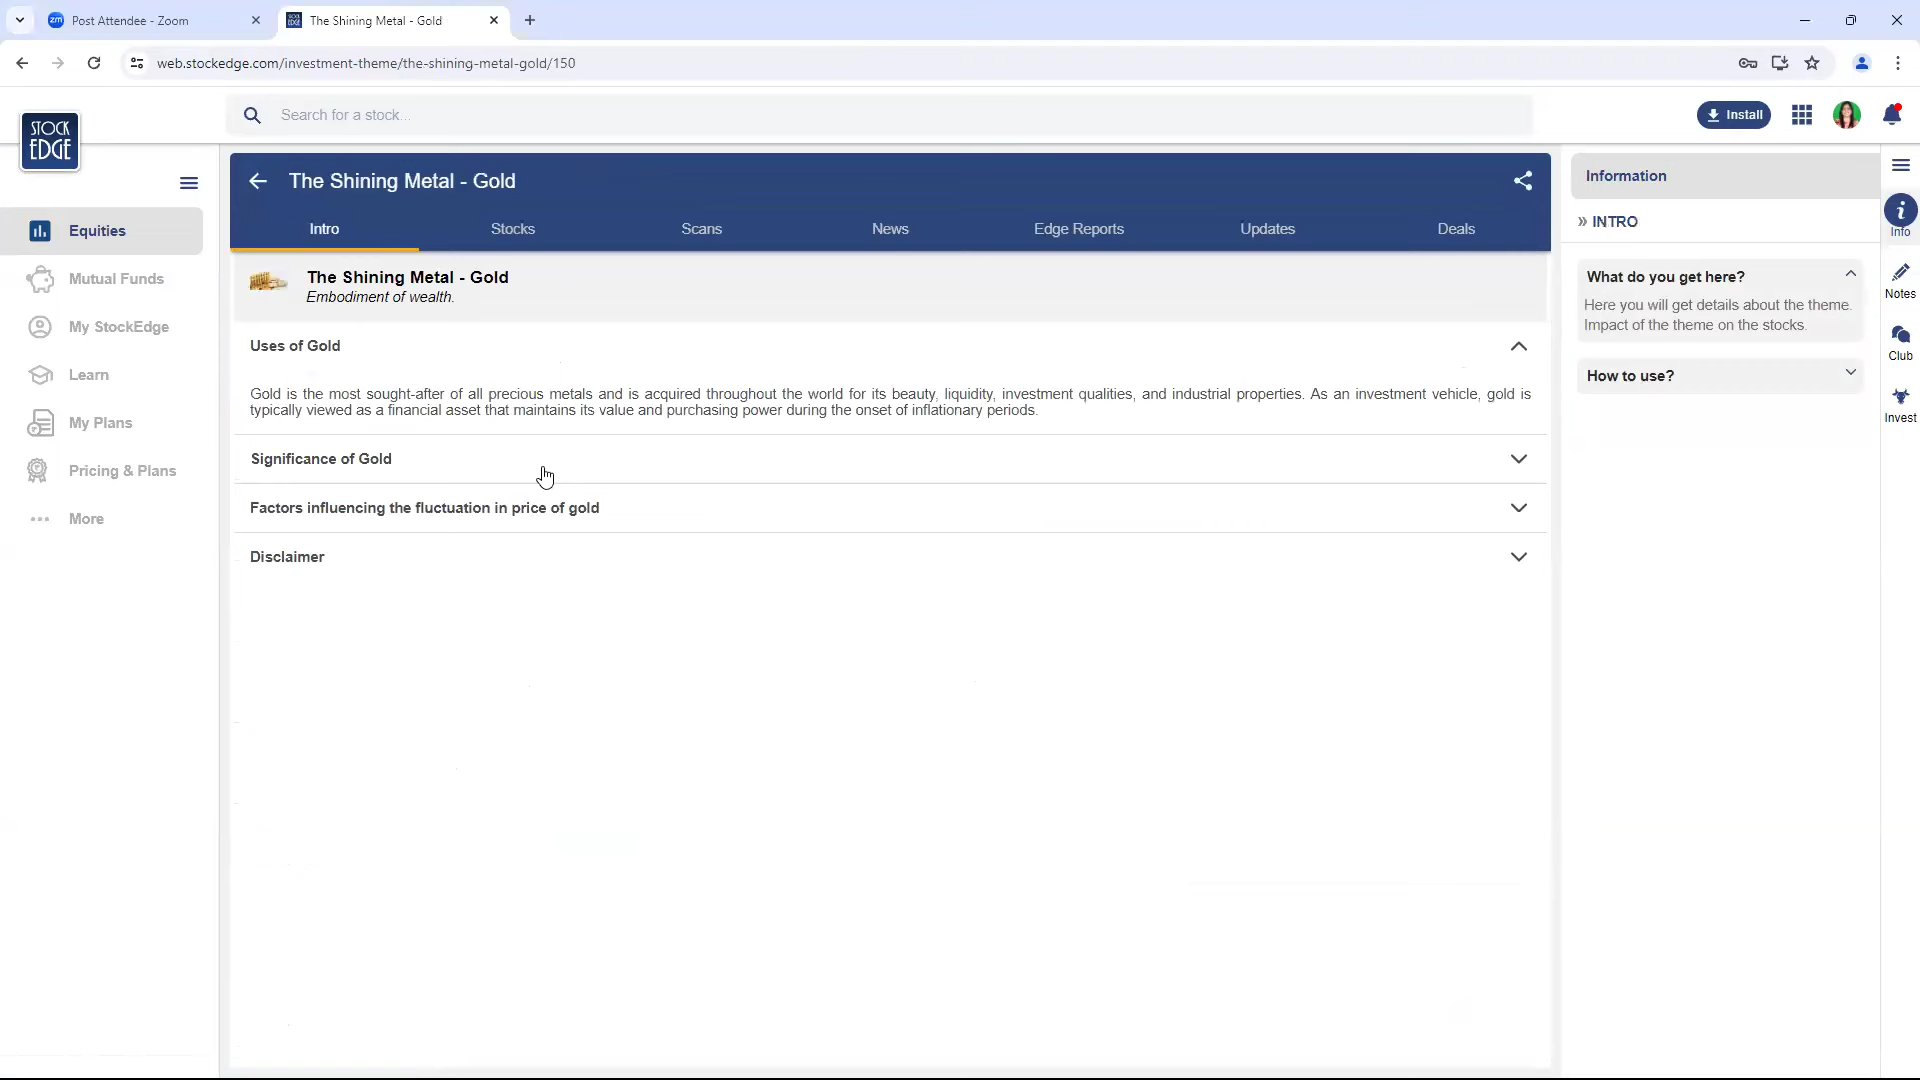 Post Attendee - Zoom
The Shining Metal - Gold
web.stockedge.com/investment-theme/the-shining-metal-gold/150
STOCK
EDGE
Search for a stock...
Install
Equities
Mutual Funds
My StockEdge
Learn
My Plans
Pricing & Plans
More
The Shining Metal - Gold
Intro
Stocks
Scans
News
Edge Reports
Updates
Deals
The Shining Metal - Gold
Embodiment of wealth.
Uses of Gold
Gold is the most sought-after of all precious metals and is acquired throughout the world for its beauty, liquidity, investment qualities, and industrial properties. As an investment vehicle, gold is
typically viewed as a financial asset that maintains its value and purchasing power during the onset of inflationary periods.
Significance of Gold
Factors influencing the fluctuation in price of gold
Disclaimer
Information
» INTRO
What do you get here?
Here you will get details about the theme.
Impact of the theme on the stocks.
How to use?
Info
Notes
Club
Invest